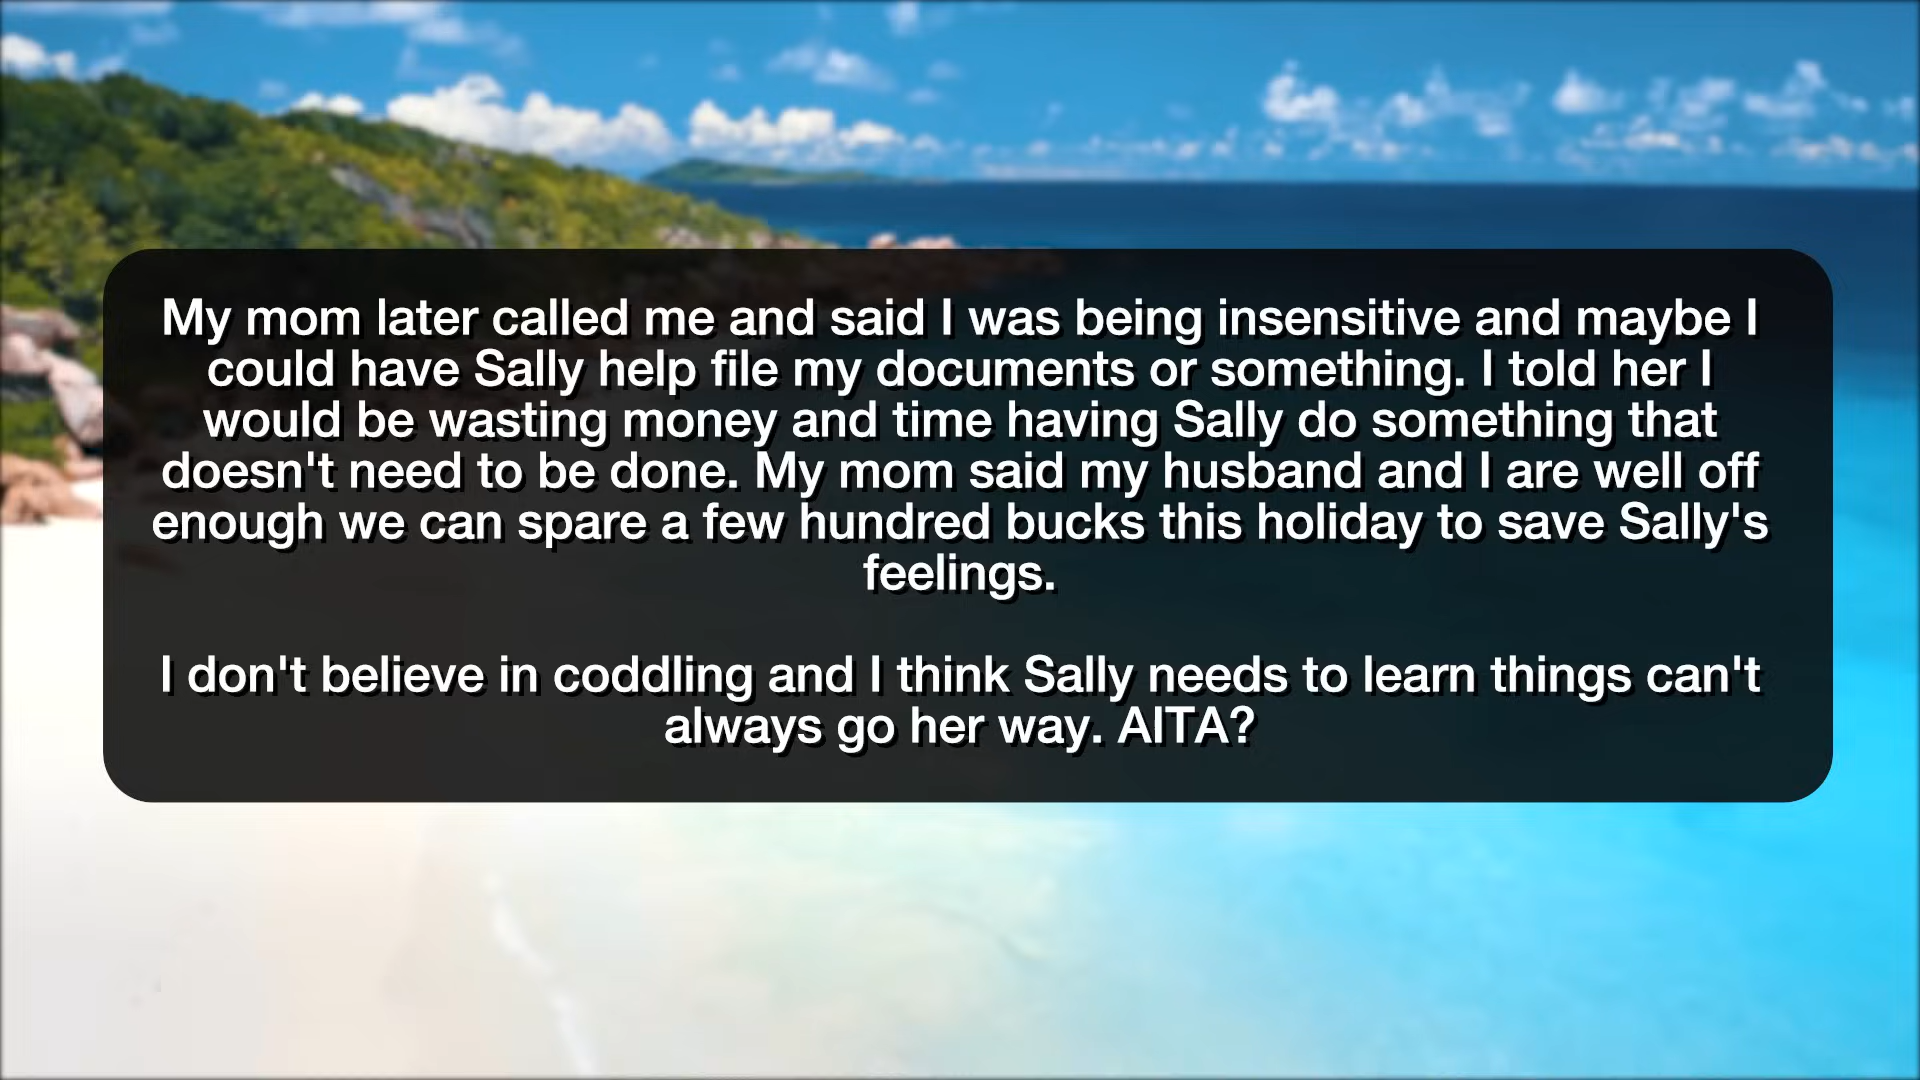 My mom later called me and said I was being insensitive and maybe I
could have Sally help file my documents or something. I told her I
would be wasting money and time having Sally do something that
doesn't need to be done. My mom said my husband and I are well off
enough we can spare a few hundred bucks this holiday to save Sally's
feelings.
I don't believe in coddling and I think Sally needs to learn things can't
always go her way. AITA?